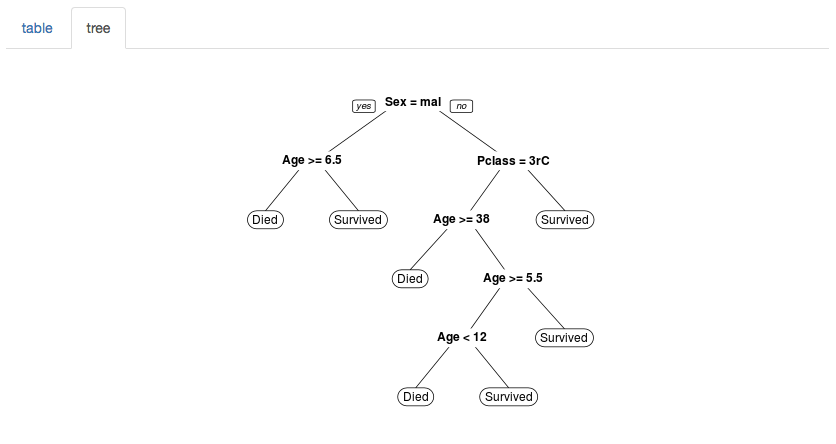 table tree
yes Sex = mal no
Age >= 6.5 Pclass = 3rC
Died Survived Age >= 38 Survived
Died Age >= 5.5
Age < 12 Survived
Died Survived